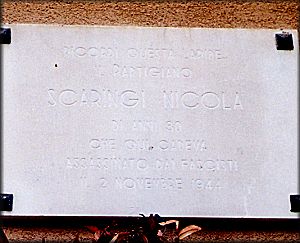 RICORDI QUESTA LAPIDE
IL PARTIGIANO
SCARINGI NICOLA
DI ANNI 38
CHE QUI CADEVA
ASSASSINATO DAI FASCISTI
IL 2 NOVEMBRE 1944